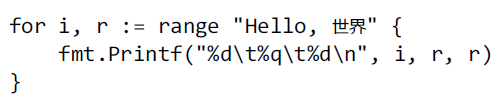 for i, r := range "Hello, 世界" {
    fmt.Printf("%d\t%q\t%d\n", i, r, r)
}